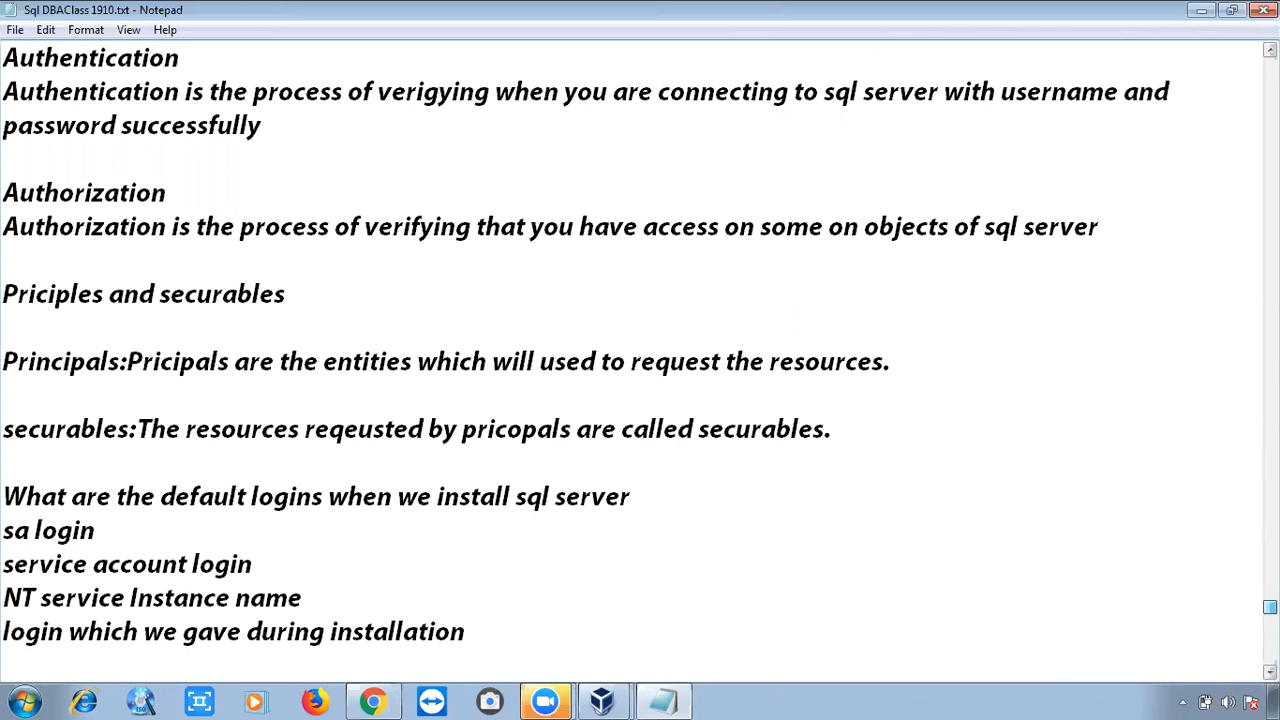 Sql DBAClass 1910.txt - Notepad
File Edit Format View Help
Authentication
Authentication is the process of verigying when you are connecting to sql server with username and
password successfully
Authorization
Authorization is the process of verifying that you have access on some on objects of sql server
Priciples and securables
Principals:Pricipals are the entities which will used to request the resources.
securables:The resources reqeusted by pricopals are called securables.
What are the default logins when we install sql server
sa login
service account login
NT service Instance name
login which we gave during installation